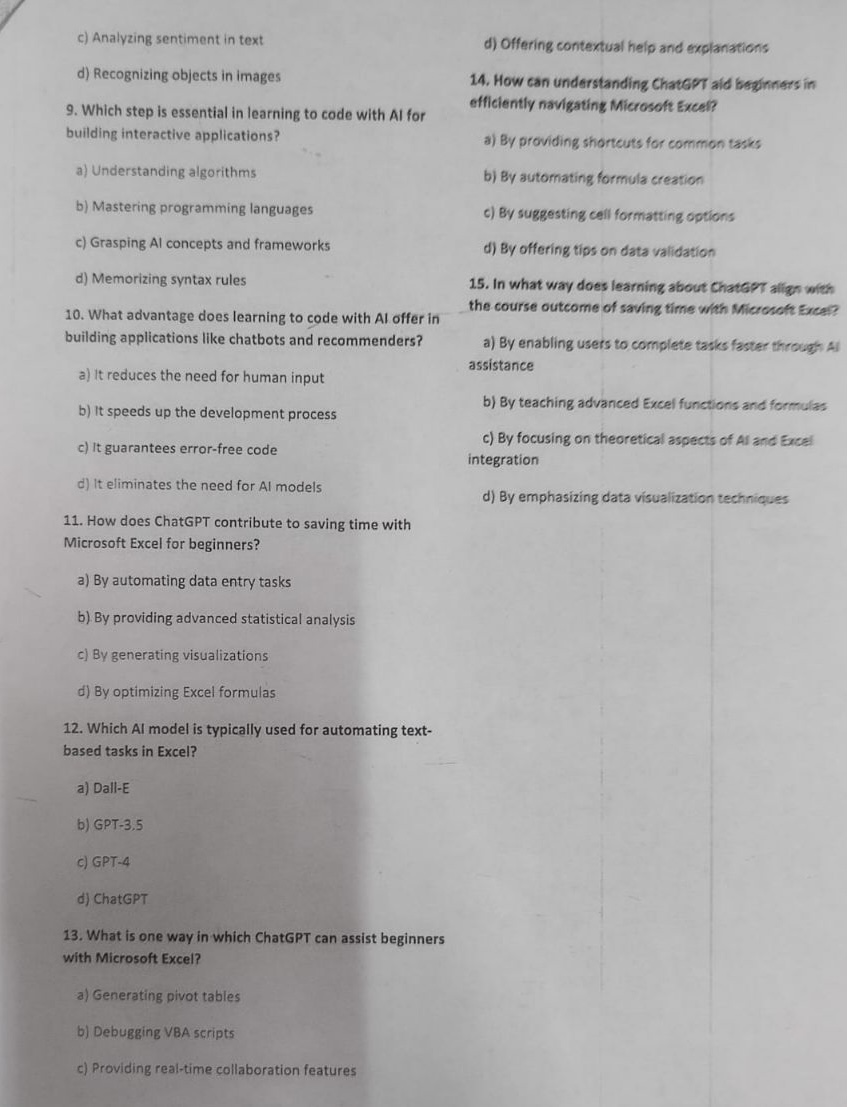 c) Analyzing sentiment in text
d) Recognizing objects in images
9. Which step is essential in learning to code with AI for
building interactive applications?
a) Understanding algorithms
b) Mastering programming languages
c) Grasping AI concepts and frameworks
d) Memorizing syntax rules
10. What advantage does learning to code with AI offer in
building applications like chatbots and recommenders?
a) It reduces the need for human input
b) It speeds up the development process
c) It guarantees error-free code
d) It eliminates the need for AI models
11. How does ChatGPT contribute to saving time with
Microsoft Excel for beginners?
a) By automating data entry tasks
b) By providing advanced statistical analysis
c) By generating visualizations
d) By optimizing Excel formulas
12. Which AI model is typically used for automating text-
based tasks in Excel?
a) Dall-E
b) GPT-3.5
c) GPT-4
d) ChatGPT
13. What is one way in which ChatGPT can assist beginners
with Microsoft Excel?
a) Generating pivot tables
b) Debugging VBA scripts
c) Providing real-time collaboration features
d) Offering contextual help and explanations
14. How can understanding ChatGPT aid beginners in
efficiently navigating Microsoft Excel?
a) By providing shortcuts for common tasks
b) By automating formula creation
c) By suggesting cell formatting options
d) By offering tips on data validation
15. In what way does learning about ChatGPT align with
the course outcome of saving time with Microsoft Excel?
a) By enabling users to complete tasks faster through AI
assistance
b) By teaching advanced Excel functions and formulas
c) By focusing on theoretical aspects of AI and Excel
integration
d) By emphasizing data visualization techniques